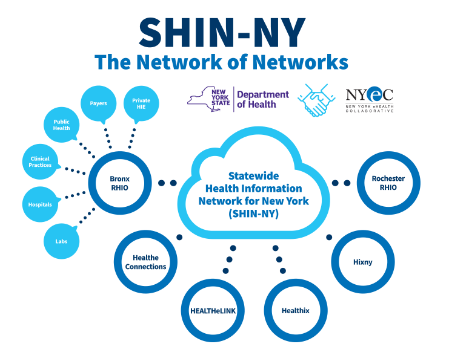 SHIN-NY
The Network of Networks
NEW
YORK
STATE
Department
of Health
NYeC
NEW YORK eHEALTH
COLLABORATIVE
Private
HIE
Payers
Public
Health
Clinical
Practices
Hospitals
Labs
Bronx
RHIO
Statewide
Health Information
Network for New York
(SHIN-NY)
Rochester
RHIO
Healthe
Connections
HEALTHeLINK
Healthix
Hixny